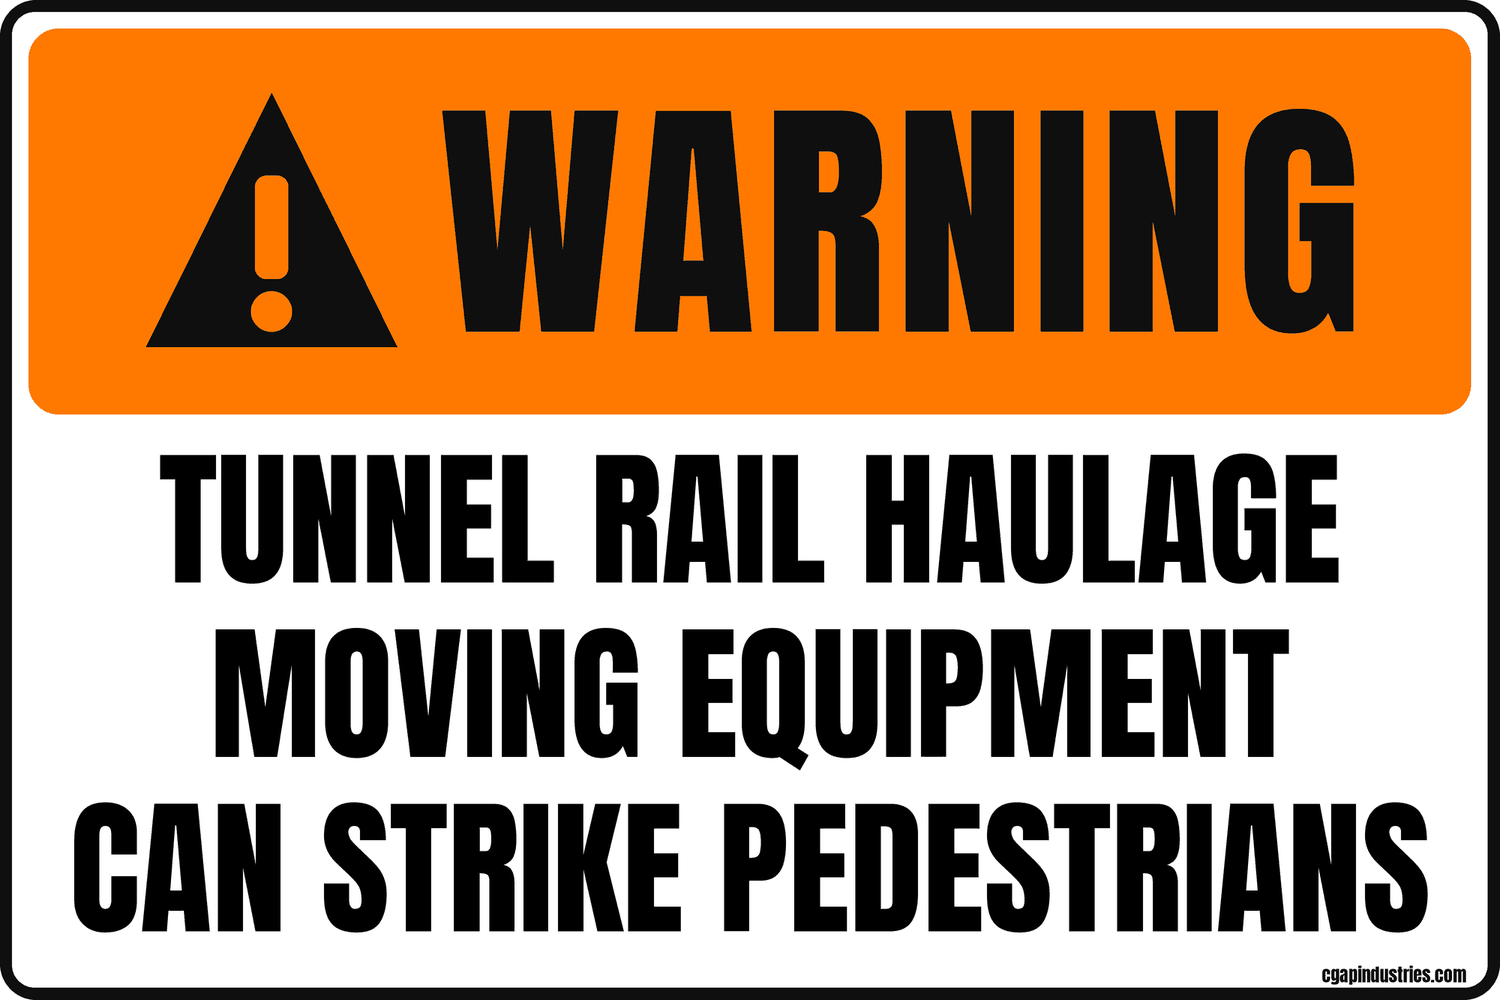 WARNING
TUNNEL RAIL HAULAGE
MOVING EQUIPMENT
CAN STRIKE PEDESTRIANS
cgapindustries.com